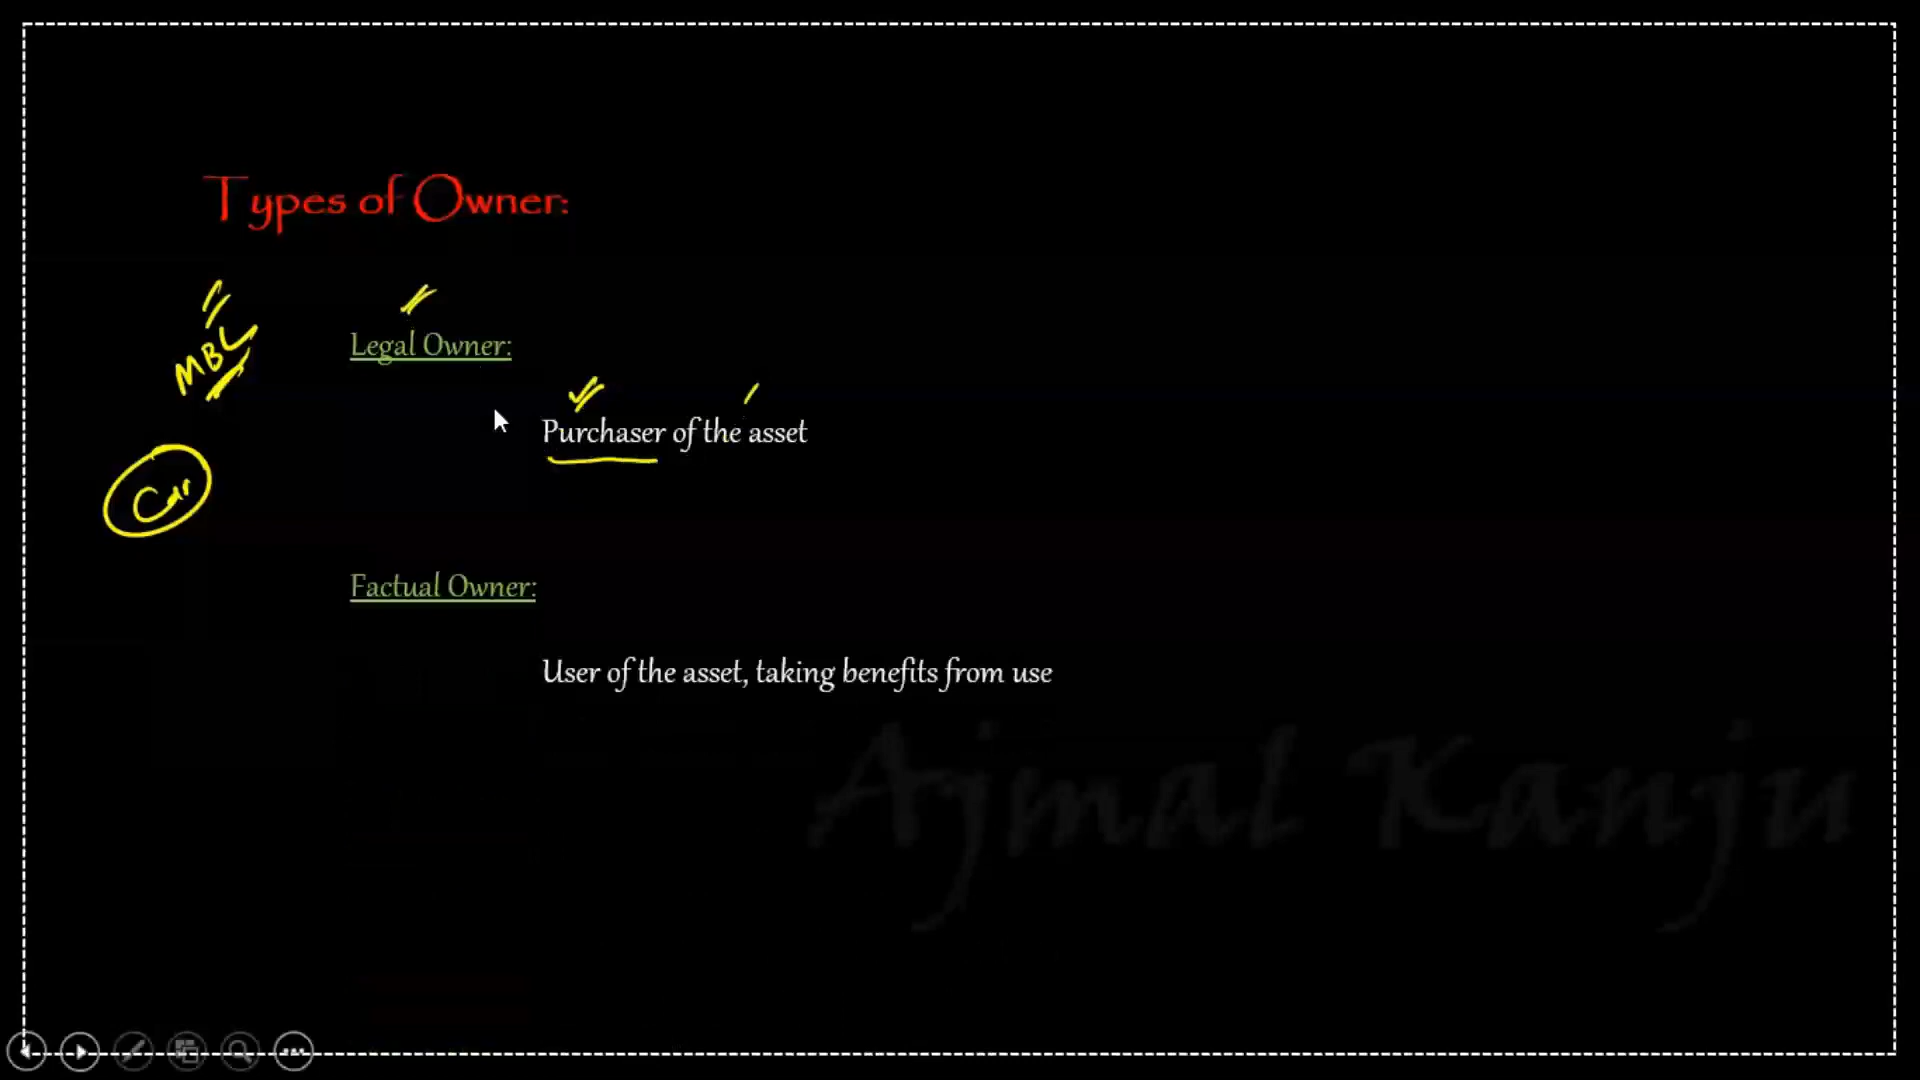 Types of Owner:
MBL
Legal Owner:
Purchaser of the asset
Car
Factual Owner:
User of the asset, taking benefits from use
Ajmal Kanju